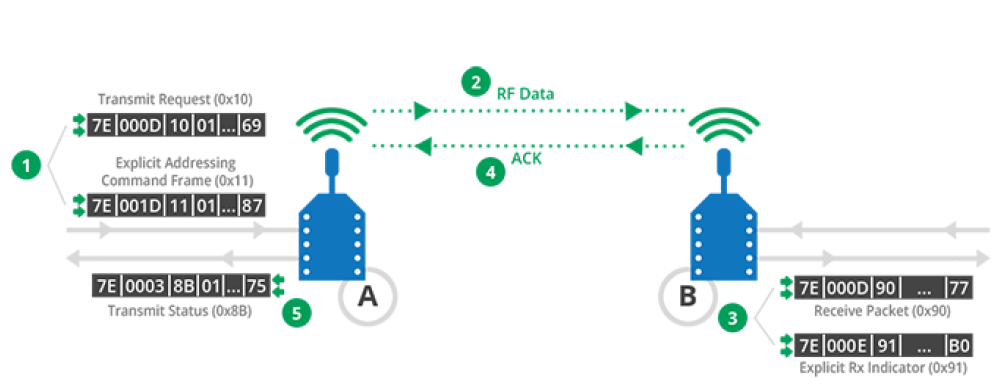 2
RF Data
Transmit Request (0x10)
7E 000D 10 01 ... 69
1
4
ACK
Explicit Addressing
Command Frame (0x11)
7E 001D 11 01 ... 87
7E 0003 8B 01 ... 75
Transmit Status (0x8B)
5
A
B
3
7E 000D 90 ... 77
Receive Packet (0x90)
7E 000E 91 ... B0
Explicit Rx Indicator (0x91)